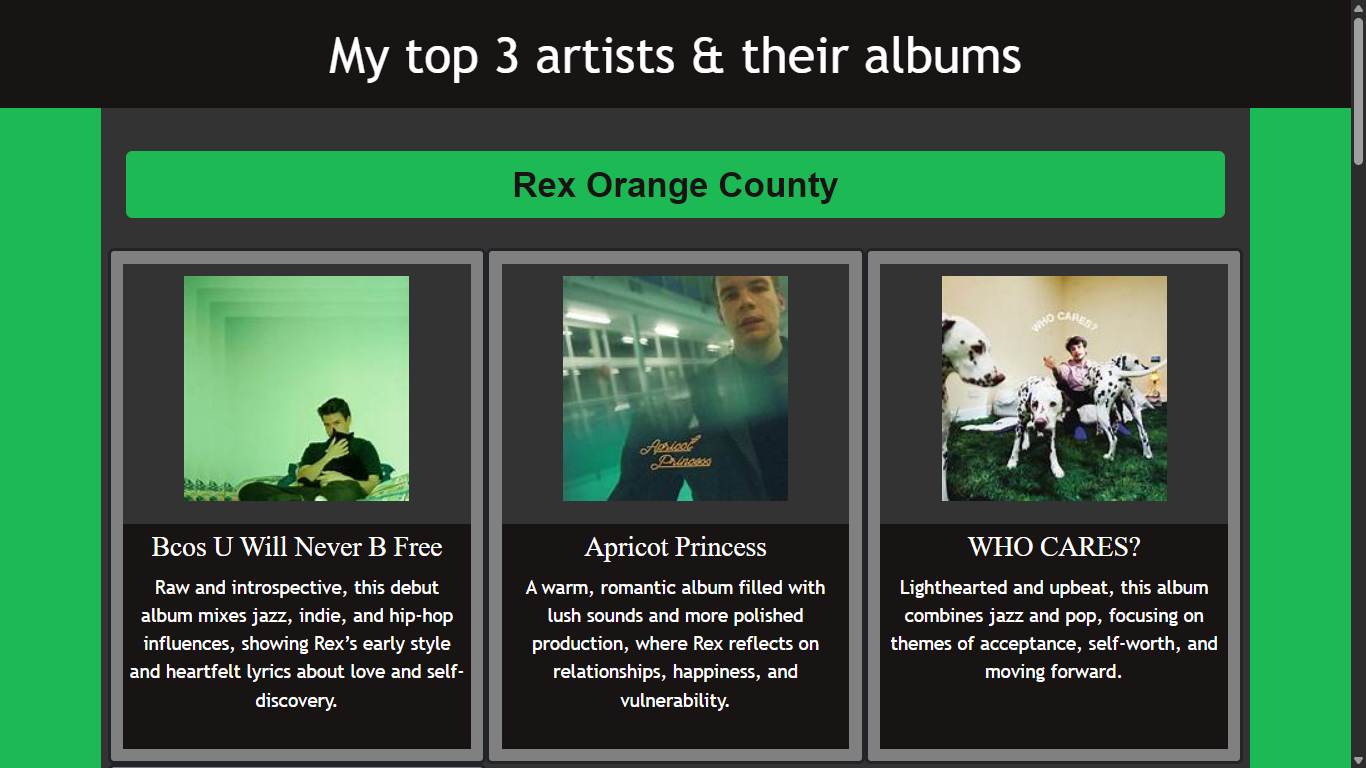 My top 3 artists & their albums
Rex Orange County
Apricot
Princess
WHO CARES?
Bcos U Will Never B Free
Raw and introspective, this debut
album mixes jazz, indie, and hip-hop
influences, showing Rex’s early style
and heartfelt lyrics about love and self-
discovery.
Apricot Princess
A warm, romantic album filled with
lush sounds and more polished
production, where Rex reflects on
relationships, happiness, and
vulnerability.
WHO CARES?
Lighthearted and upbeat, this album
combines jazz and pop, focusing on
themes of acceptance, self-worth, and
moving forward.